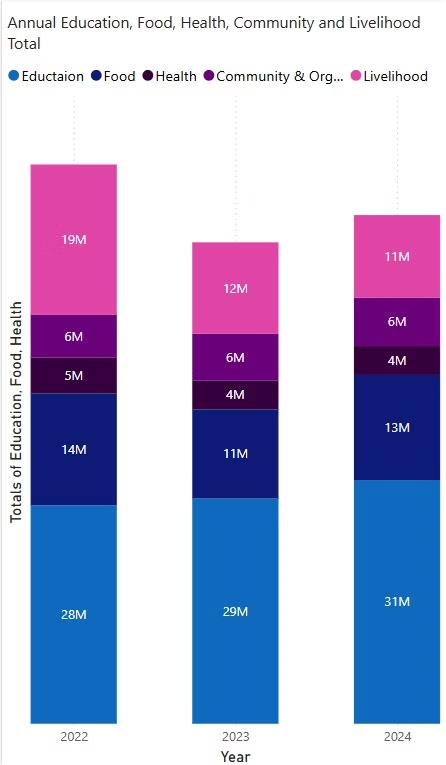 Annual Education, Food, Health, Community and Livelihood
Total
Eductaion Food Health Community & Org... Livelihood
Totals of Education, Food, Health
19M
6M
5M
14M
28M
12M
6M
4M
11M
29M
11M
6M
4M
13M
31M
2022 2023 2024
Year